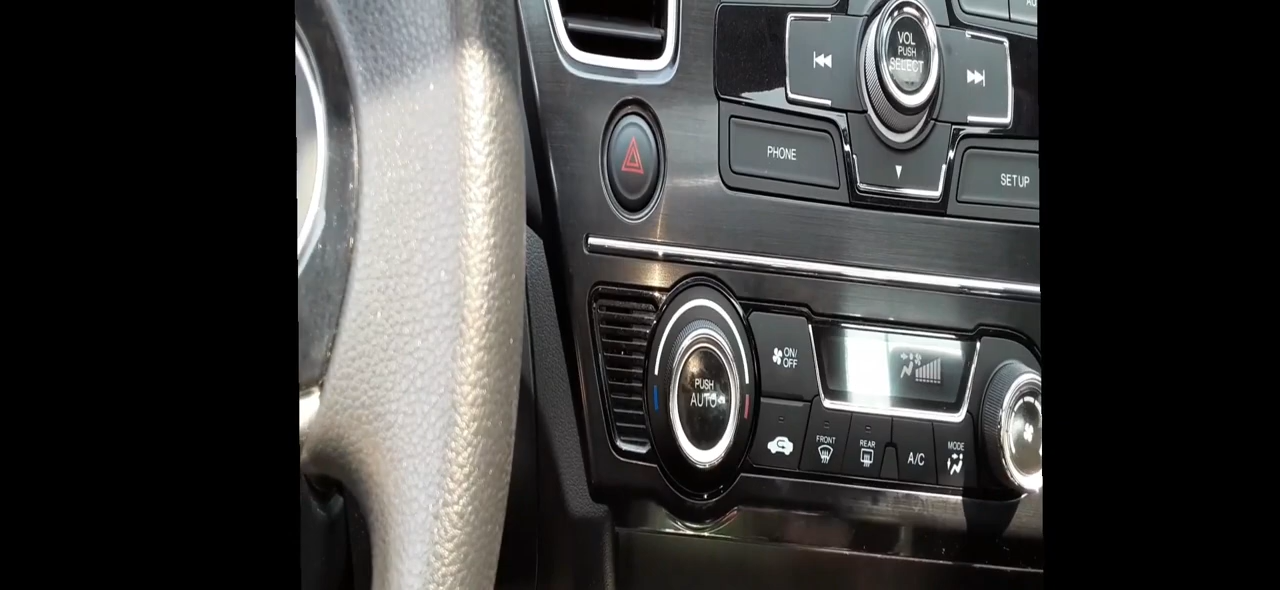 VOL
PUSH
SELECT
PHONE
SETUP
ON/
OFF
PUSH
AUTO
FRONT
REAR
A/C
MODE